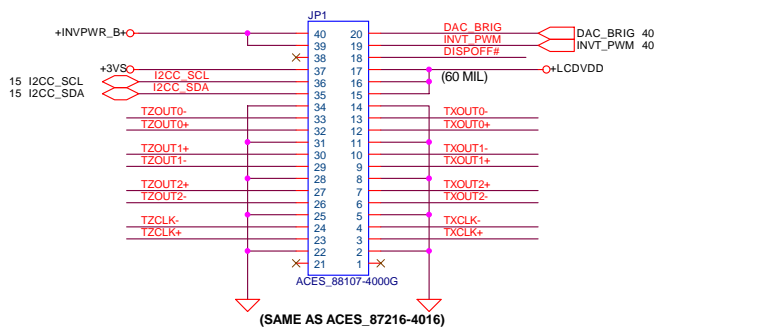 JP1
+INVPWR_B+ 40 20 DAC_BRIG DAC_BRIG 40
39 19 INVT_PWM INVT_PWM 40
38 18 DISPOFF#
+3VS 37 17 (60 MIL) +LCDVDD
15 I2CC_SCL I2CC_SCL 36 16
15 I2CC_SDA I2CC_SDA 35 15
34 14
TZOUT0- 33 13 TXOUT0-
TZOUT0+ 32 12 TXOUT0+
31 11
TZOUT1+ 30 10 TXOUT1-
TZOUT1- 29 9 TXOUT1+
28 8
TZOUT2+ 27 7 TXOUT2+
TZOUT2- 26 6 TXOUT2-
25 5
TZCLK- 24 4 TXCLK-
TZCLK+ 23 3 TXCLK+
22 2
21 1
ACES_88107-4000G
(SAME AS ACES_87216-4016)